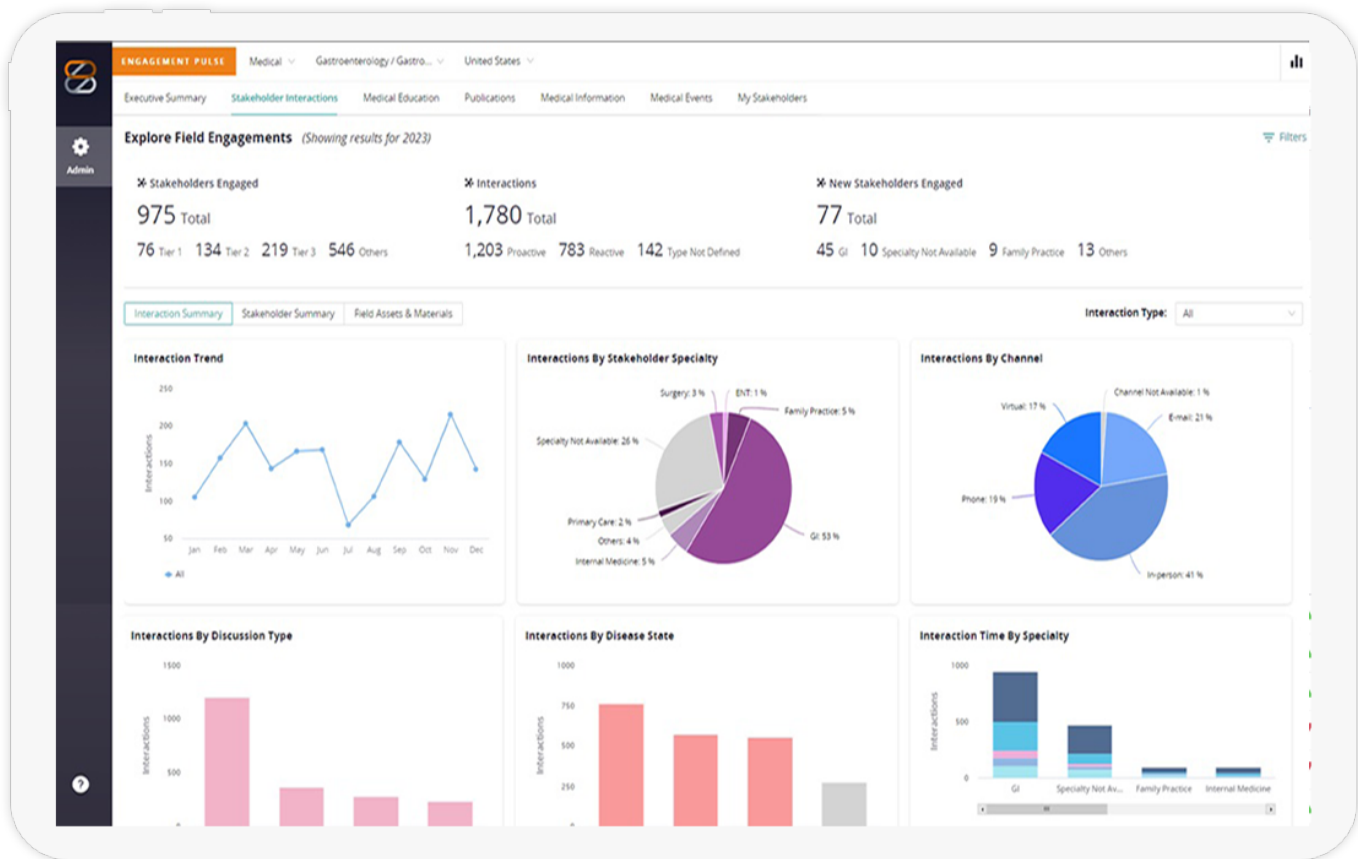 ENGAGEMENT PULSE Medical Gastroenterology / Gastro... United States
Executive Summary Stakeholder Interactions Medical Education Publications Medical Information Medical Events My Stakeholders
Admin
Explore Field Engagements (Showing results for 2023) Filters
Stakeholders Engaged
975 Total
76 Tier 1 134 Tier 2 219 Tier 3 546 Others
Interactions
1,780 Total
1,203 Proactive 783 Reactive 142 Type Not Defined
New Stakeholders Engaged
77 Total
45 GI 10 Specialty Not Available 9 Family Practice 13 Others
Interaction Summary Stakeholder Summary Field Assets & Materials
Interaction Type: All
Interaction Trend
Interactions
250
200
150
100
50
Jan Feb Mar Apr May Jun Jul Aug Sep Oct Nov Dec
All
Interactions By Stakeholder Specialty
Surgery: 3 %
ENT: 1 %
Family Practice: 5 %
Specialty Not Available: 26 %
Primary Care: 2 %
Others: 4 %
Internal Medicine: 5 %
GI: 53 %
Interactions By Channel
Channel Not Available: 1 %
Virtual: 17 %
E-mail: 21 %
Phone: 19 %
In-person: 41 %
Interactions By Discussion Type
Interactions
1500
1000
500
Interactions By Disease State
Interactions
1000
750
500
250
Interaction Time By Specialty
Interactions
1000
500
0
GI Specialty Not Av... Family Practice Internal Medicine
?